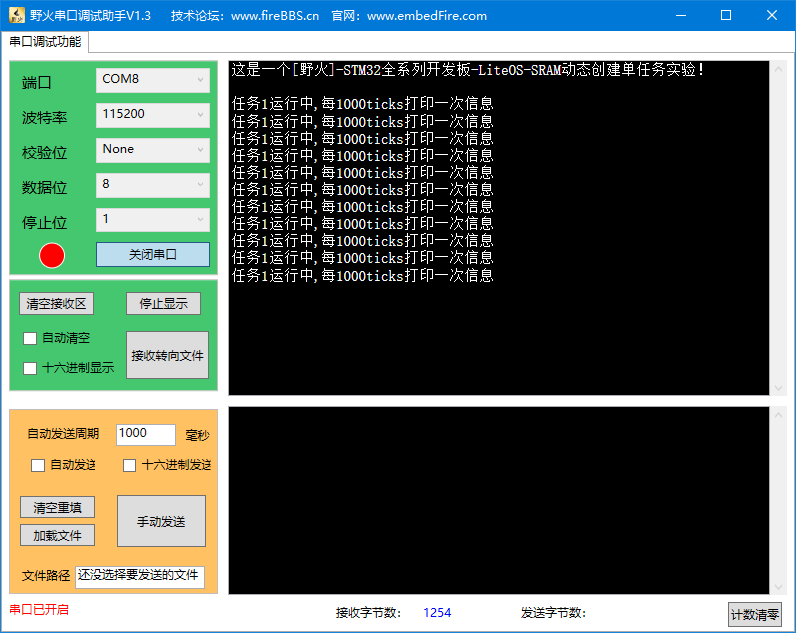 野火串口调试助手V1.3 技术论坛：www.fireBBS.cn 官网：www.embedFire.com
串口调试功能
端口 COM8
波特率 115200
校验位 None
数据位 8
停止位 1
关闭串口
清空接收区 停止显示
自动清空
接收转向文件
十六进制显示
这是一个[野火]-STM32全系列开发板-LiteOS-SRAM动态创建单任务实验！
任务1运行中,每1000ticks打印一次信息
任务1运行中,每1000ticks打印一次信息
任务1运行中,每1000ticks打印一次信息
任务1运行中,每1000ticks打印一次信息
任务1运行中,每1000ticks打印一次信息
任务1运行中,每1000ticks打印一次信息
任务1运行中,每1000ticks打印一次信息
任务1运行中,每1000ticks打印一次信息
任务1运行中,每1000ticks打印一次信息
任务1运行中,每1000ticks打印一次信息
任务1运行中,每1000ticks打印一次信息
自动发送周期 1000 毫秒
自动发送 十六进制发送
清空重填
手动发送
加载文件
文件路径 还没选择要发送的文件
串口已开启 接收字节数： 1254 发送字节数： 计数清零